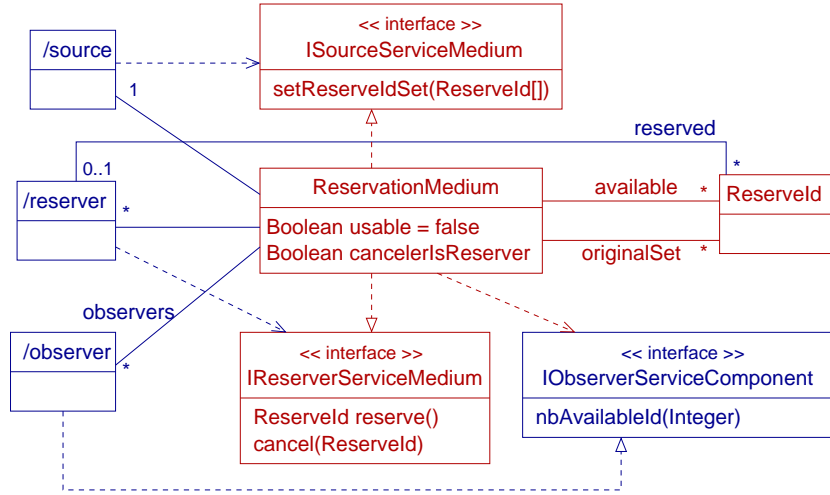 << interface >>
ISourceServiceMedium
setReserveIdSet(ReserveId[])
/source
1
reserved
0..1
*
/reserver
*
ReservationMedium
Boolean usable = false
Boolean cancelerIsReserver
available
*
originalSet
*
ReserveId
observers
/observer
*
<< interface >>
IReserverServiceMedium
ReserveId reserve()
cancel(ReserveId)
<< interface >>
IObserverServiceComponent
nbAvailableId(Integer)